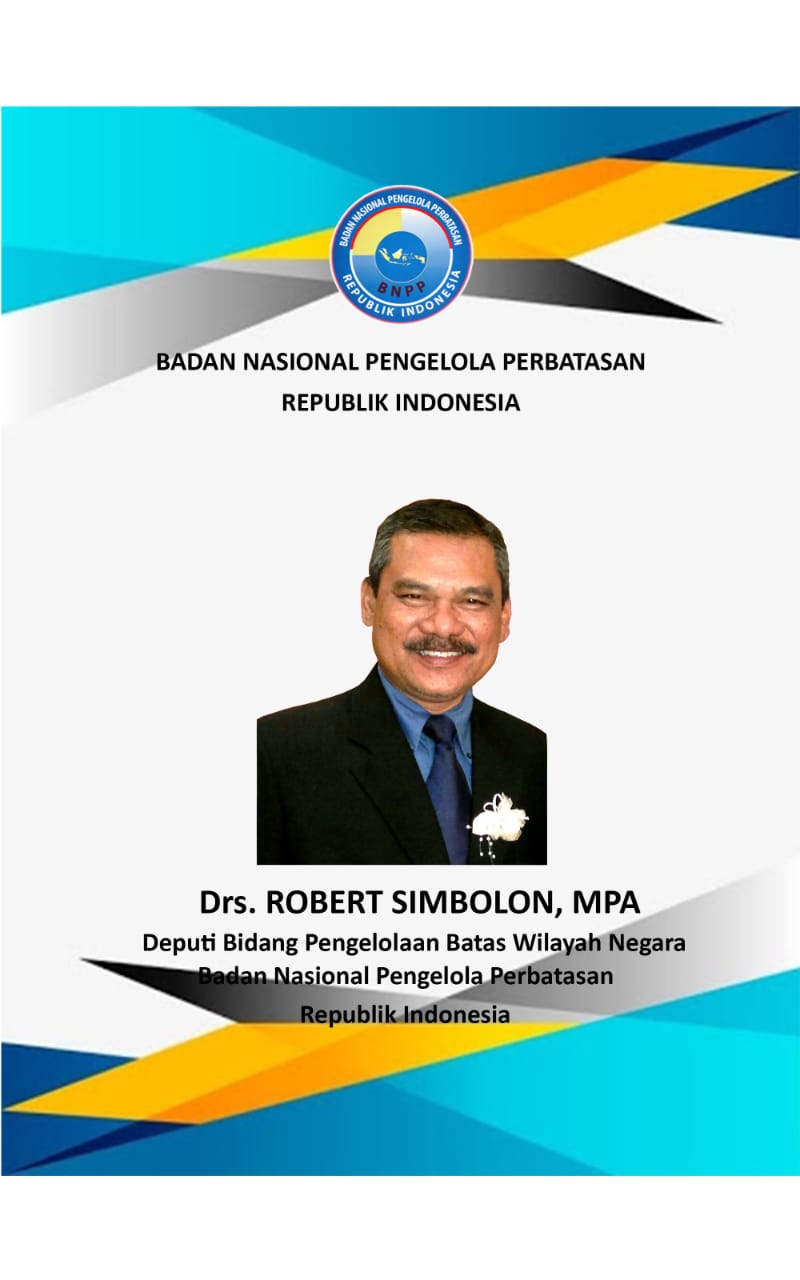 BADAN NASIONAL PENGELOLA PERBATASAN
BNPP
REPUBLIK INDONESIA
BADAN NASIONAL PENGELOLA PERBATASAN
REPUBLIK INDONESIA
Drs. ROBERT SIMBOLON, MPA
Deputi Bidang Pengelolaan Batas Wilayah Negara
Badan Nasional Pengelola Perbatasan
Republik Indonesia